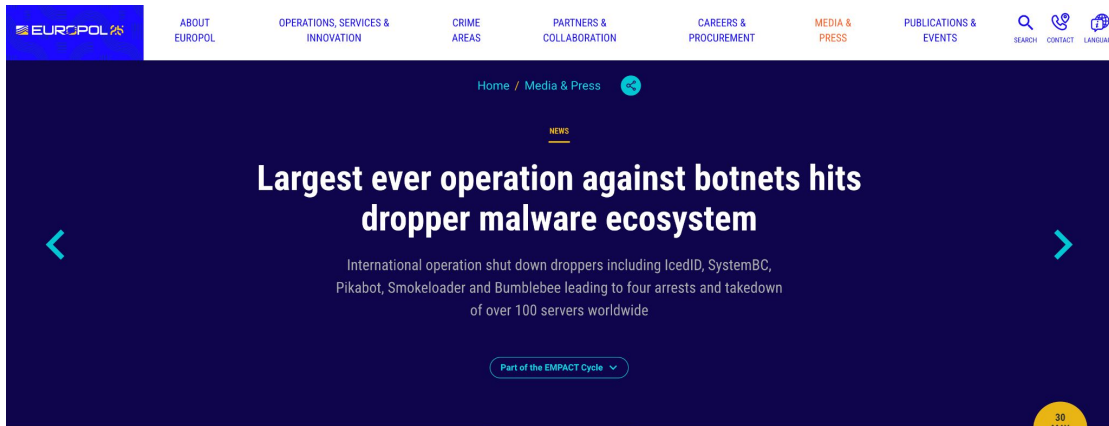 EUROPOL 25
ABOUT
EUROPOL
OPERATIONS, SERVICES &
INNOVATION
CRIME
AREAS
PARTNERS &
COLLABORATION
CAREERS &
PROCUREMENT
MEDIA &
PRESS
PUBLICATIONS &
EVENTS
SEARCH
CONTACT
Home / Media & Press
NEWS
Largest ever operation against botnets hits
dropper malware ecosystem
International operation shut down droppers including IcedID, SystemBC,
Pikabot, Smokeloader and Bumblebee leading to four arrests and takedown
of over 100 servers worldwide
Part of the EMPACT Cycle
30